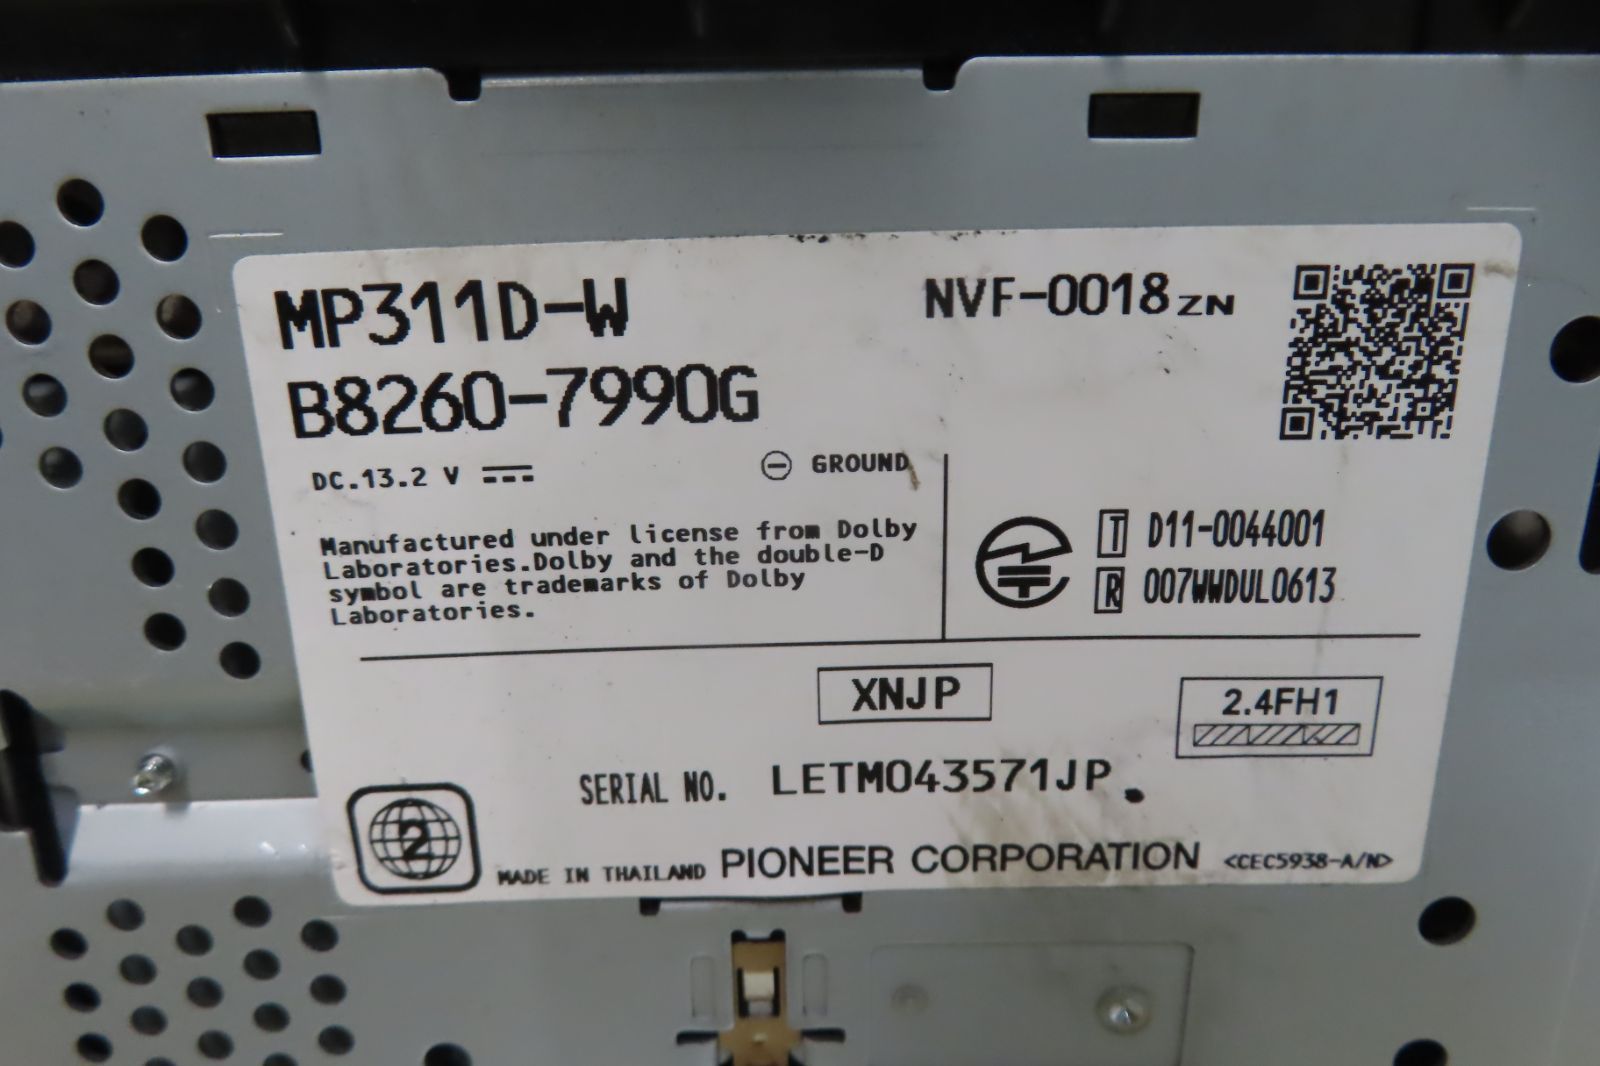 MP311D-W
NVF-0018ZN
B8260-7990G
DC.13.2 V
GROUND
Manufactured under license from Dolby
Laboratories.Dolby and the double-D
symbol are trademarks of Dolby
Laboratories.
T D11-0044001
R 007WWDUL0613
XNJP
2.4FH1
SERIAL NO. LETM043571JP
2
MADE IN THAILAND PIONEER CORPORATION <CEC5938-A/N>